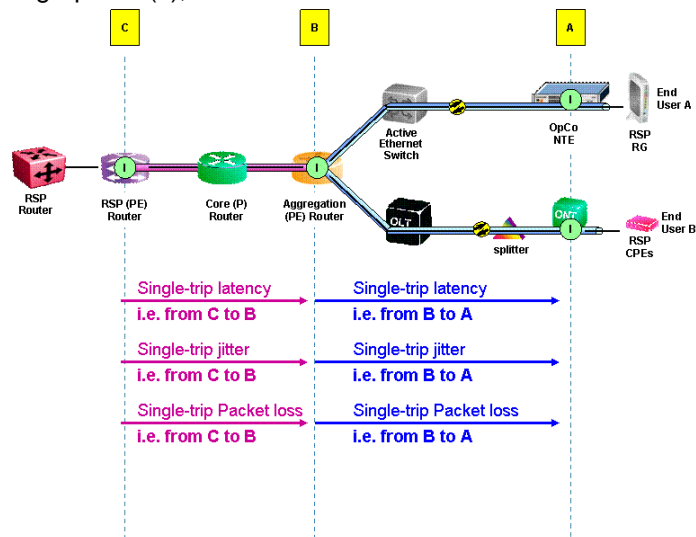 C
B
A
I
End
User A
Active
Ethernet
Switch
OpCo
NTE
RSP
RG
I
I
RSP
Router
RSP (PE)
Router
Core (P)
Router
Aggregation
(PE) Router
OLT
ONT
I
splitter
RSP
CPEs
End
User B
Single-trip latency
i.e. from C to B
Single-trip latency
i.e. from B to A
Single-trip jitter
i.e. from C to B
Single-trip jitter
i.e. from B to A
Single-trip Packet loss
i.e. from C to B
Single-trip Packet loss
i.e. from B to A